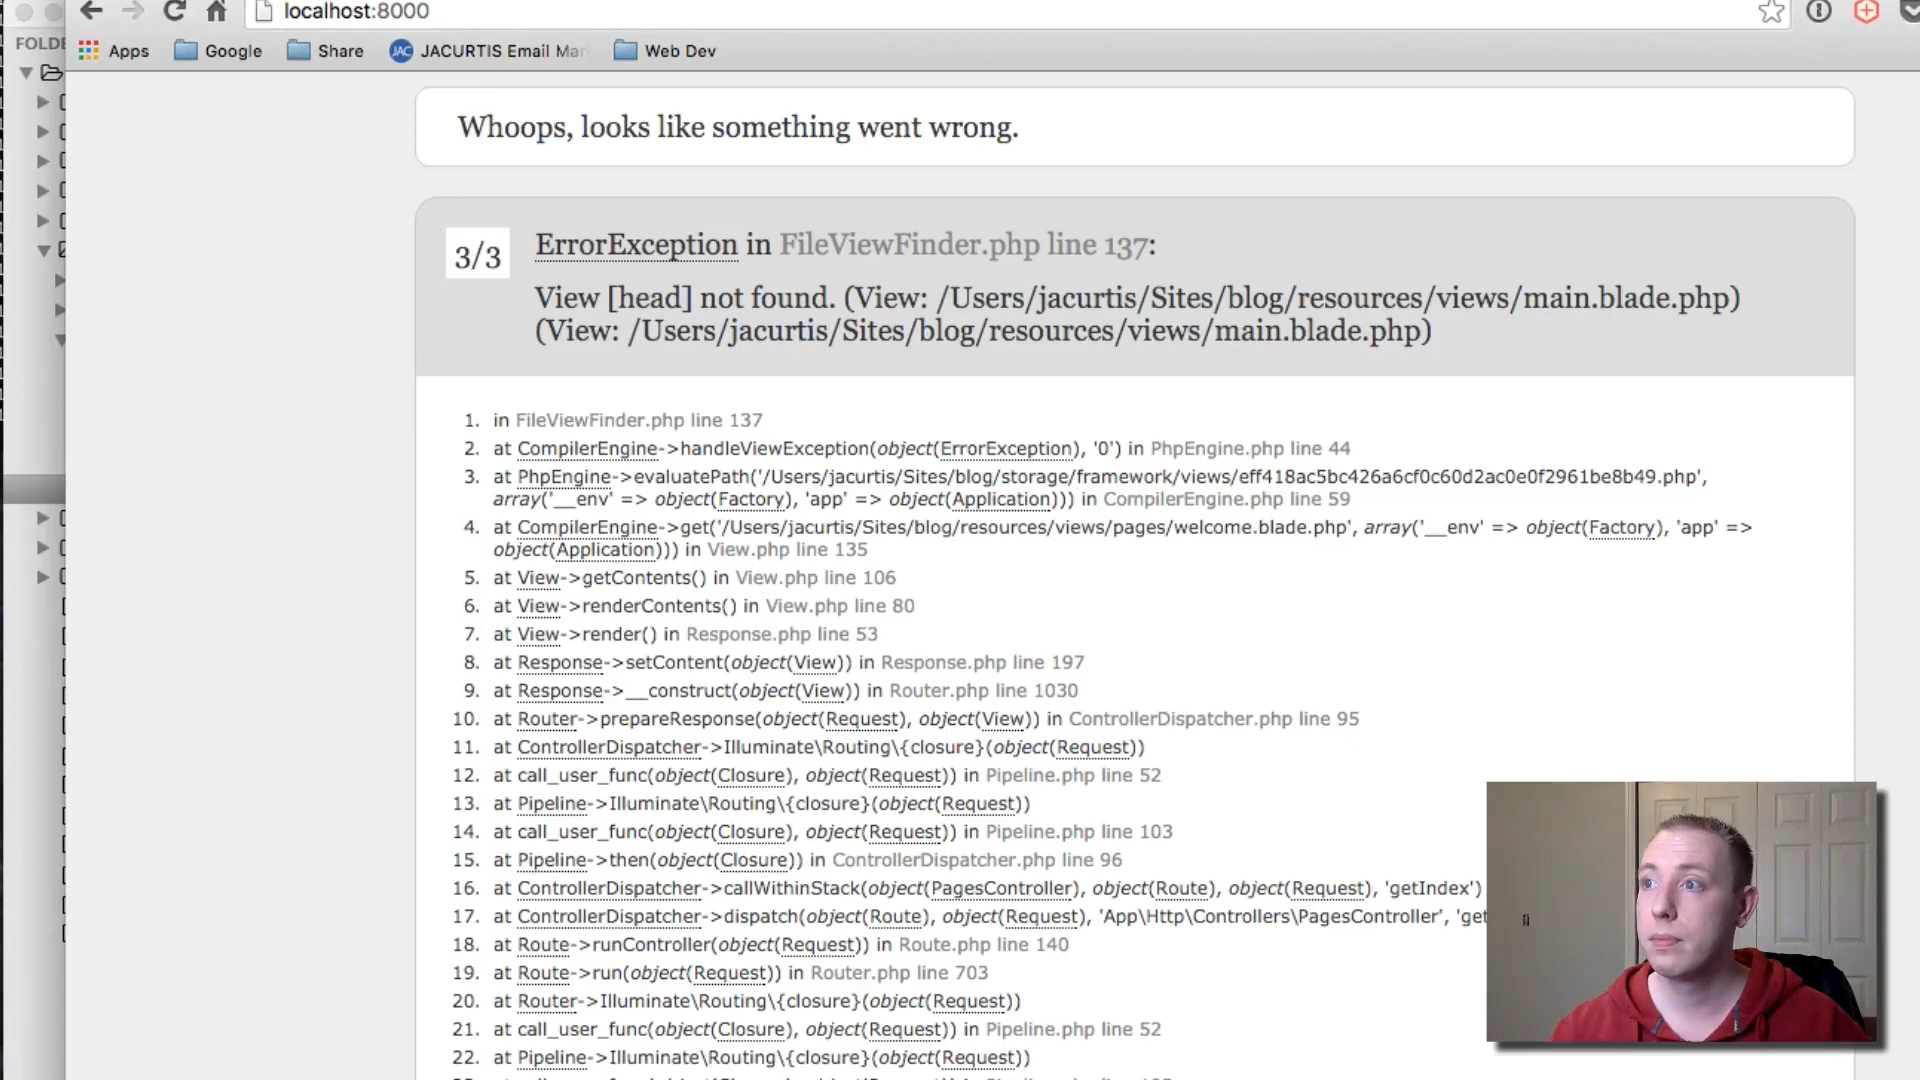 localhost:8000
FOLDE
Apps Google Share JAC JACURTIS Email Mar Web Dev
Whoops, looks like something went wrong.
3/3
ErrorException in FileViewFinder.php line 137:
View [head] not found. (View: /Users/jacurtis/Sites/blog/resources/views/main.blade.php)
(View: /Users/jacurtis/Sites/blog/resources/views/main.blade.php)
1. in FileViewFinder.php line 137
2. at CompilerEngine->handleViewException(object(ErrorException), '0') in PhpEngine.php line 44
3. at PhpEngine->evaluatePath('/Users/jacurtis/Sites/blog/storage/framework/views/eff418ac5bc426a6cf0c60d2ac0e0f2961be8b49.php',
array('__env' => object(Factory), 'app' => object(Application))) in CompilerEngine.php line 59
4. at CompilerEngine->get('/Users/jacurtis/Sites/blog/resources/views/pages/welcome.blade.php', array('__env' => object(Factory), 'app' =>
object(Application))) in View.php line 135
5. at View->getContents() in View.php line 106
6. at View->renderContents() in View.php line 80
7. at View->render() in Response.php line 53
8. at Response->setContent(object(View)) in Response.php line 197
9. at Response->__construct(object(View)) in Router.php line 1030
10. at Router->prepareResponse(object(Request), object(View)) in ControllerDispatcher.php line 95
11. at ControllerDispatcher->Illuminate\Routing\{closure}(object(Request))
12. at call_user_func(object(Closure), object(Request)) in Pipeline.php line 52
13. at Pipeline->Illuminate\Routing\{closure}(object(Request))
14. at call_user_func(object(Closure), object(Request)) in Pipeline.php line 103
15. at Pipeline->then(object(Closure)) in ControllerDispatcher.php line 96
16. at ControllerDispatcher->callWithinStack(object(PagesController), object(Route), object(Request), 'getIndex')
17. at ControllerDispatcher->dispatch(object(Route), object(Request), 'App\Http\Controllers\PagesController', 'get
18. at Route->runController(object(Request)) in Route.php line 140
19. at Route->run(object(Request)) in Router.php line 703
20. at Router->Illuminate\Routing\{closure}(object(Request))
21. at call_user_func(object(Closure), object(Request)) in Pipeline.php line 52
22. at Pipeline->Illuminate\Routing\{closure}(object(Request))